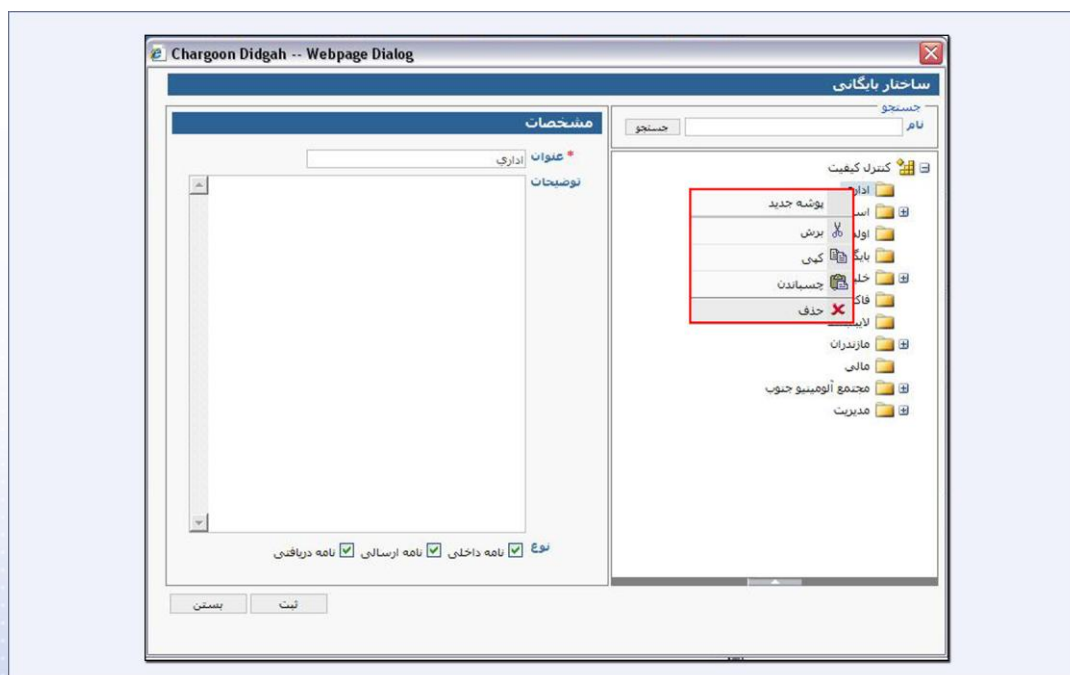 Chargoon Didgah -- Webpage Dialog
ساختار بایگانی
جستجو
نام
جستجو
کنترل کیفیت
پوشه جدید
برش
کپی
چسباندن
حذف
مازندران
مالی
مجتمع آلومینیو جنوب
مدیریت
مشخصات
* عنوان اداري
توضیحات
نوع نامه داخلی نامه ارسالی نامه دریافتی
ثبت
بستن